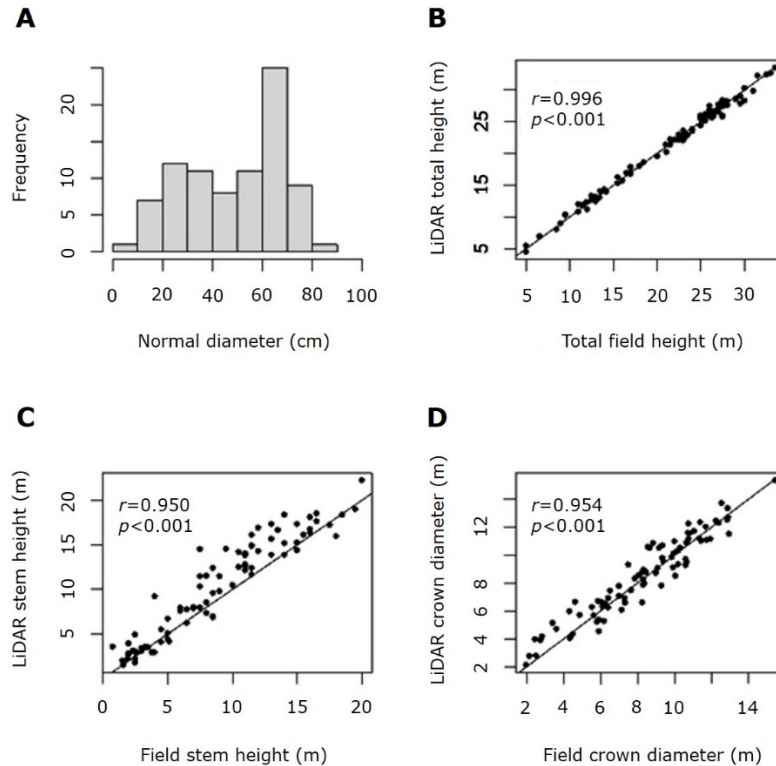 A
Frequency
20
15
10
5
0
0 20 40 60 80 100
Normal diameter (cm)
B
LiDAR total height (m)
25
15
5
r=0.996
p<0.001
5 10 15 20 25 30
Total field height (m)
C
LiDAR stem height (m)
20
15
10
5
r=0.950
p<0.001
0 5 10 15 20
Field stem height (m)
D
LiDAR crown diameter (m)
12
10
8
6
4
2
r=0.954
p<0.001
2 4 6 8 10 14
Field crown diameter (m)